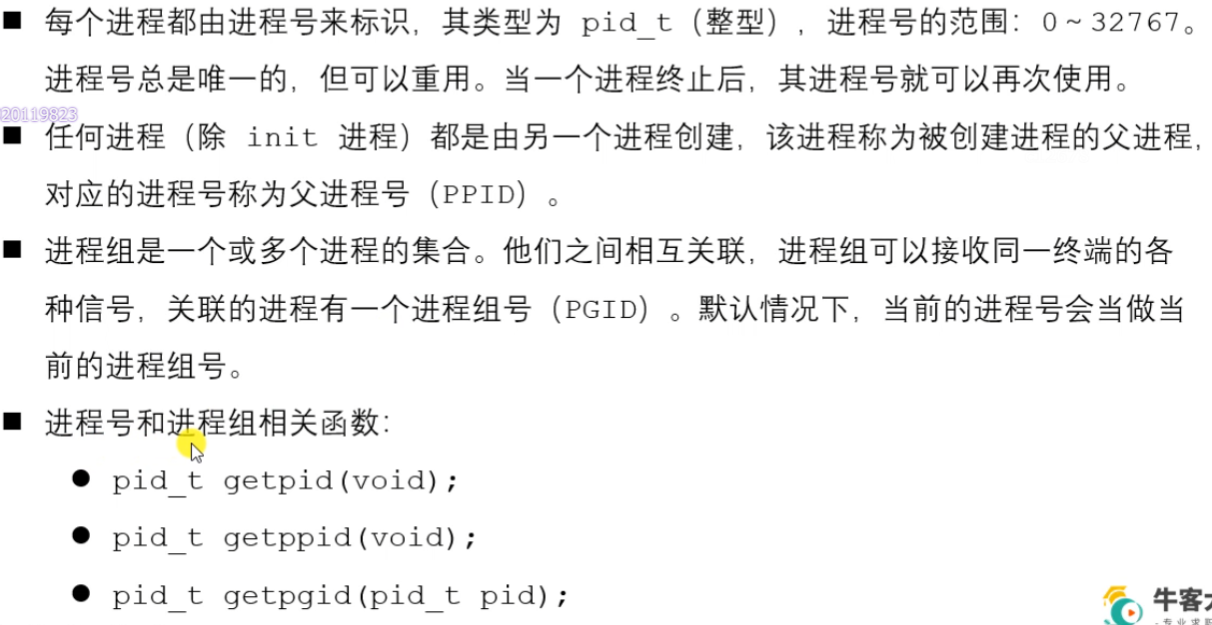 ■ 每个进程都由进程号来标识，其类型为 pid_t（整型），进程号的范围：0～32767。
进程号总是唯一的，但可以重用。当一个进程终止后，其进程号就可以再次使用。
20119823
■ 任何进程（除 init 进程）都是由另一个进程创建，该进程称为被创建进程的父进程，
对应的进程号称为父进程号（PPID）。
■ 进程组是一个或多个进程的集合。他们之间相互关联，进程组可以接收同一终端的各
种信号，关联的进程有一个进程组号（PGID）。默认情况下，当前的进程号会当做当
前的进程组号。
■ 进程号和进程组相关函数：
● pid_t getpid(void);
● pid_t getppid(void);
● pid_t getpgid(pid_t pid);
牛客
专业求